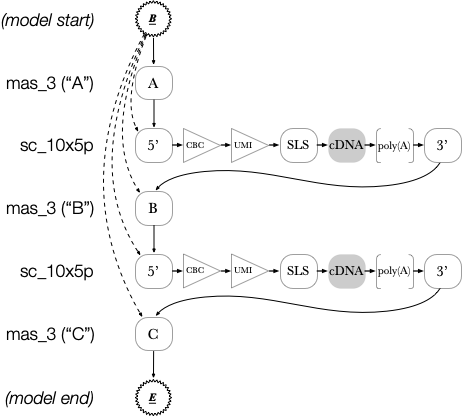 (model start) B
mas_3 (“A”) A
sc_10x5p 5’ CBC UMI SLS cDNA poly(A) 3’
mas_3 (“B”) B
sc_10x5p 5’ CBC UMI SLS cDNA poly(A) 3’
mas_3 (“C”) C
(model end) E